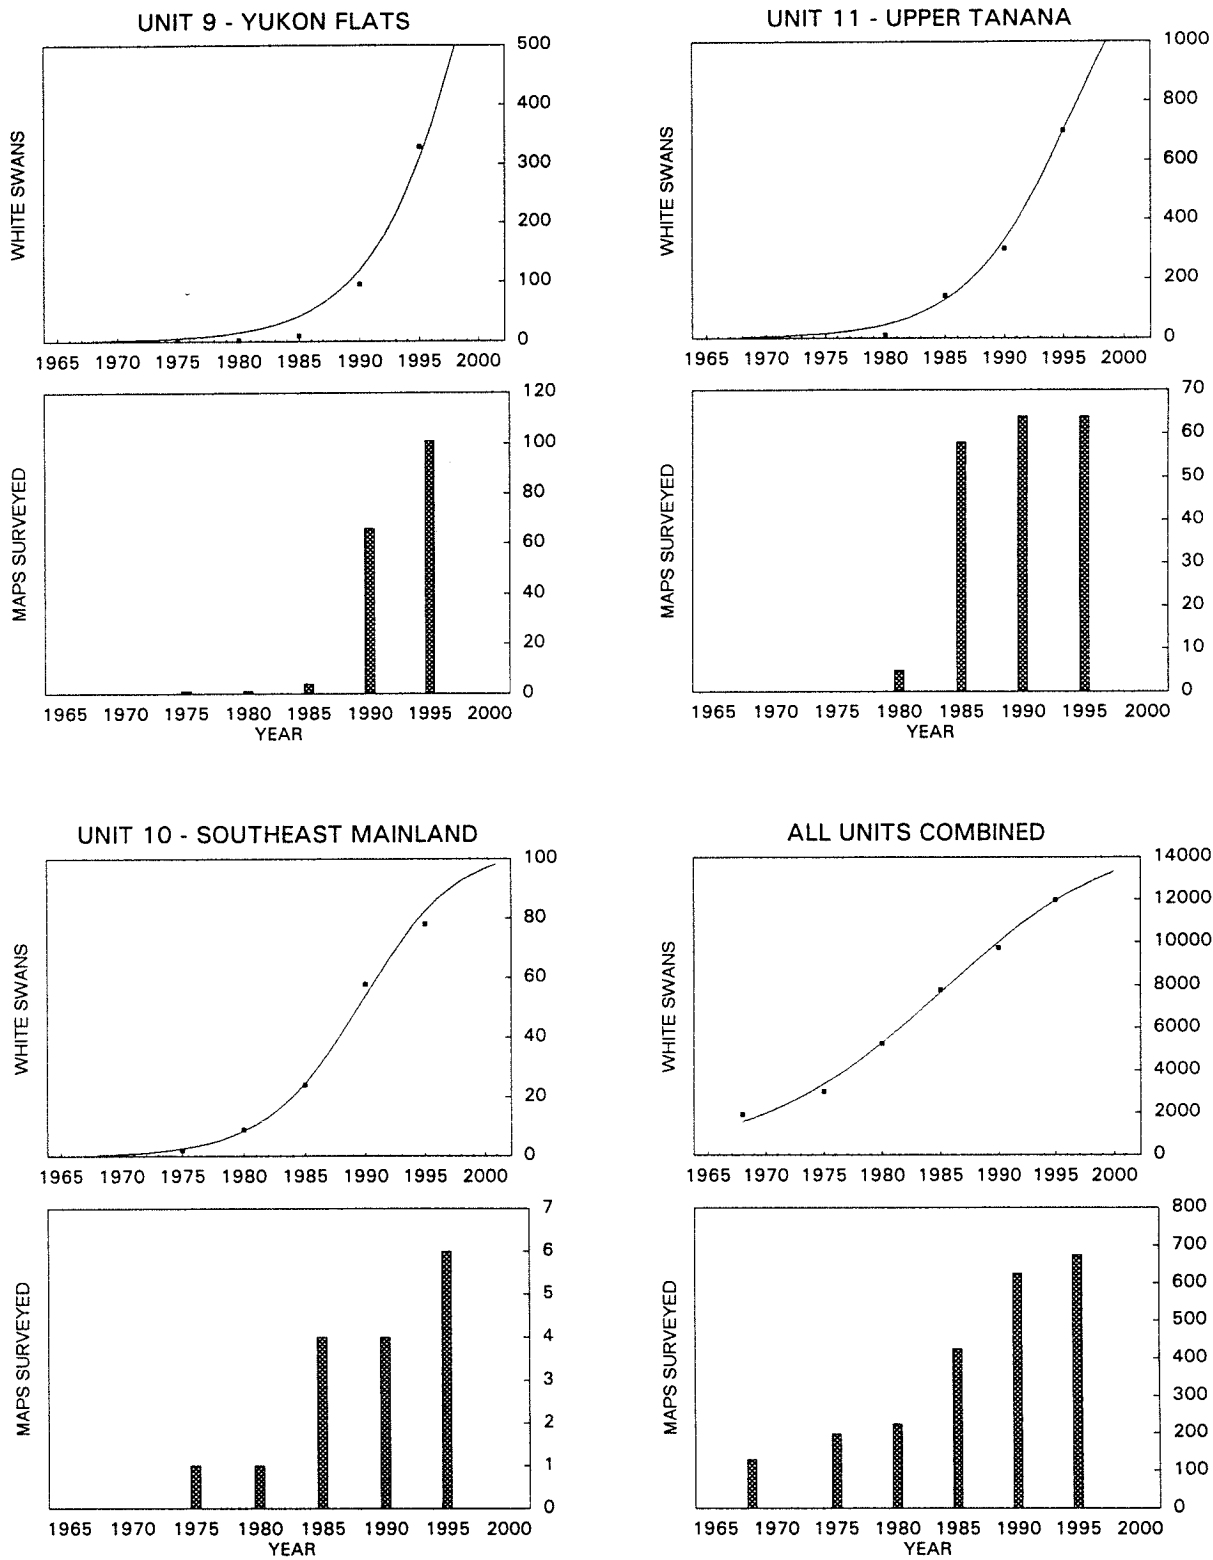 UNIT 9 - YUKON FLATS
WHITE SWANS
500
400
300
200
100
0
1965 1970 1975 1980 1985 1990 1995 2000
MAPS SURVEYED
120
100
80
60
40
20
0
1965 1970 1975 1980 1985 1990 1995 2000
YEAR
UNIT 11 - UPPER TANANA
WHITE SWANS
1000
800
600
400
200
0
1965 1970 1975 1980 1985 1990 1995 2000
MAPS SURVEYED
70
60
50
40
30
20
10
0
1965 1970 1975 1980 1985 1990 1995 2000
YEAR
UNIT 10 - SOUTHEAST MAINLAND
WHITE SWANS
100
80
60
40
20
0
1965 1970 1975 1980 1985 1990 1995 2000
MAPS SURVEYED
7
6
5
4
3
2
1
0
1965 1970 1975 1980 1985 1990 1995 2000
YEAR
ALL UNITS COMBINED
WHITE SWANS
14000
12000
10000
8000
6000
4000
2000
0
1965 1970 1975 1980 1985 1990 1995 2000
MAPS SURVEYED
800
700
600
500
400
300
200
100
0
1965 1970 1975 1980 1985 1990 1995 2000
YEAR